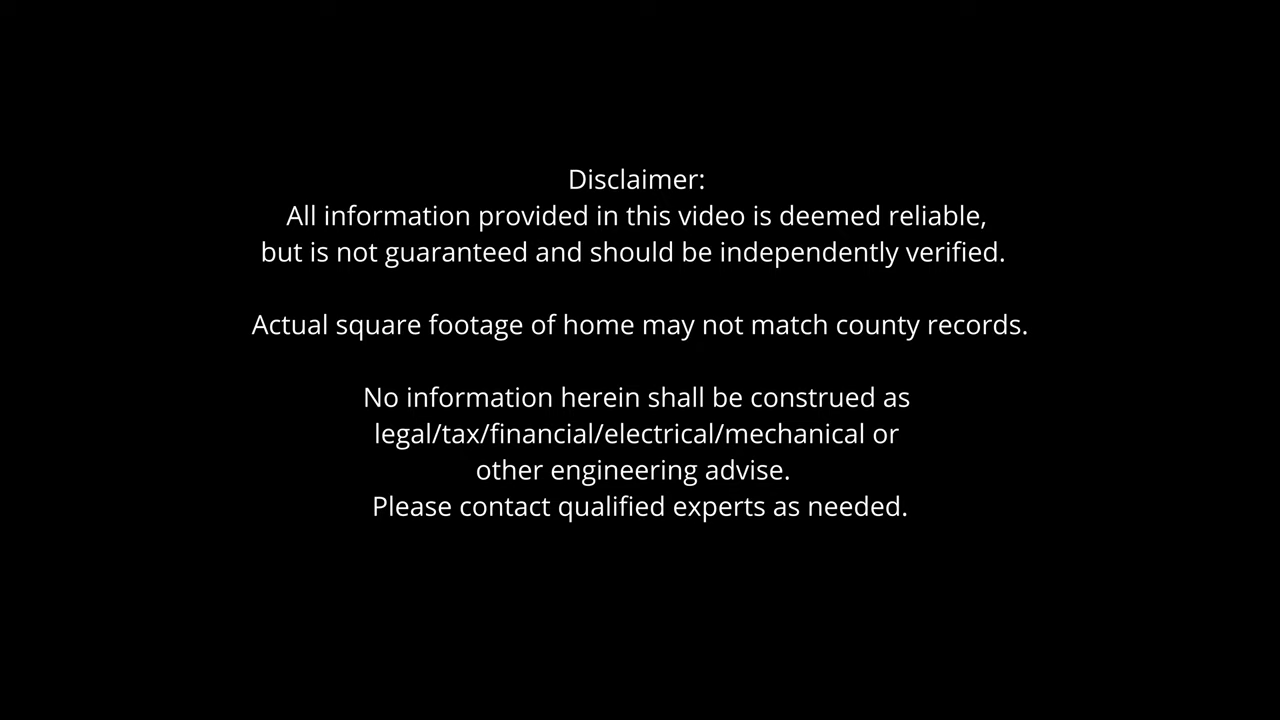 Disclaimer:
All information provided in this video is deemed reliable,
but is not guaranteed and should be independently verified.
Actual square footage of home may not match county records.
No information herein shall be construed as
legal/tax/financial/electrical/mechanical or
other engineering advise.
Please contact qualified experts as needed.